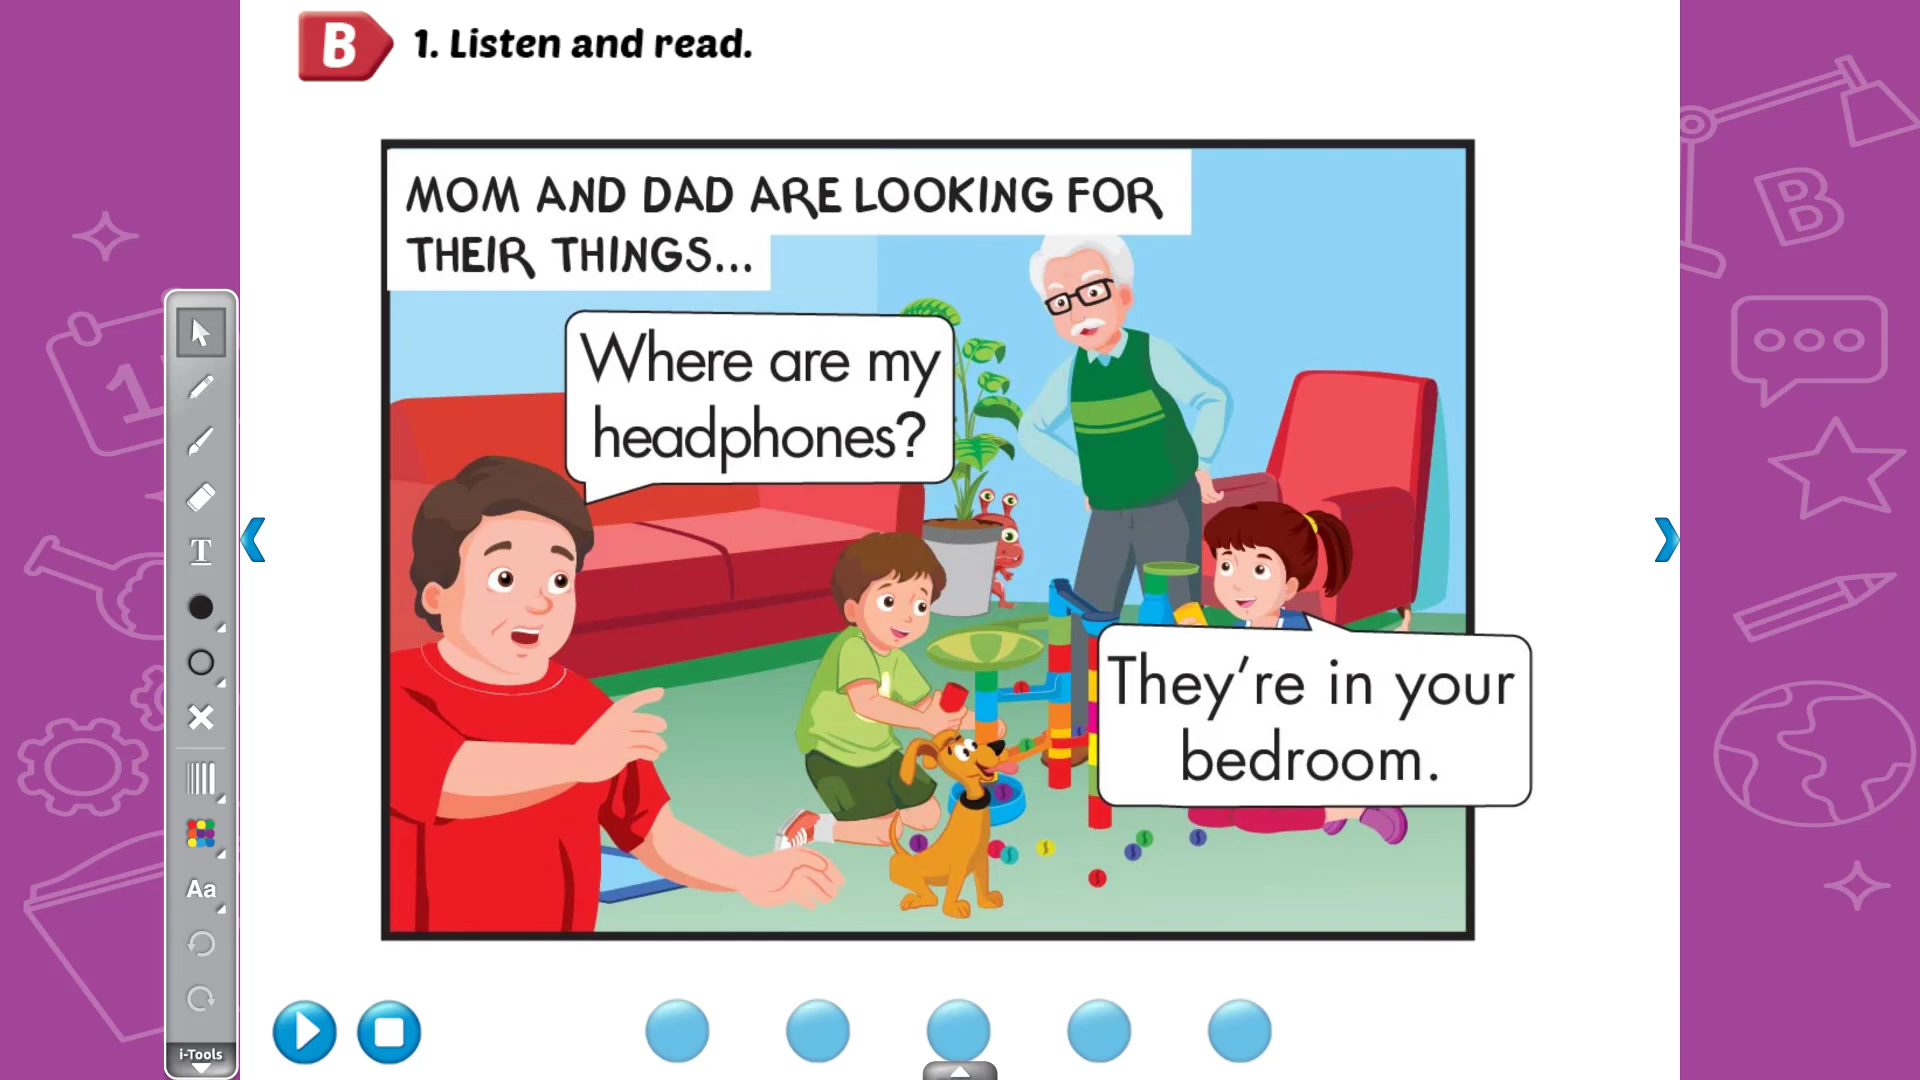 B 1. Listen and read.
MOM AND DAD ARE LOOKING FOR
THEIR THINGS...
Where are my
headphones?
They're in your
bedroom.
T
Aa
i-Tools
1
B